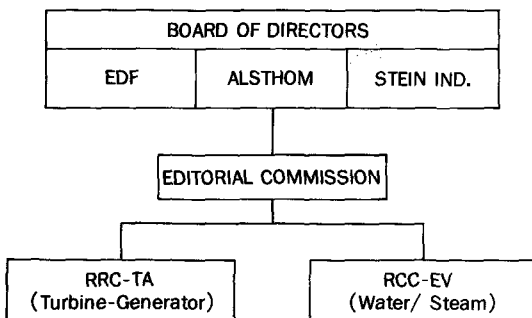 BOARD OF DIRECTORS
EDF ALSTHOM STEIN IND.
EDITORIAL COMMISSION
RRC-TA
(Turbine-Generator)
RCC-EV
(Water/ Steam)